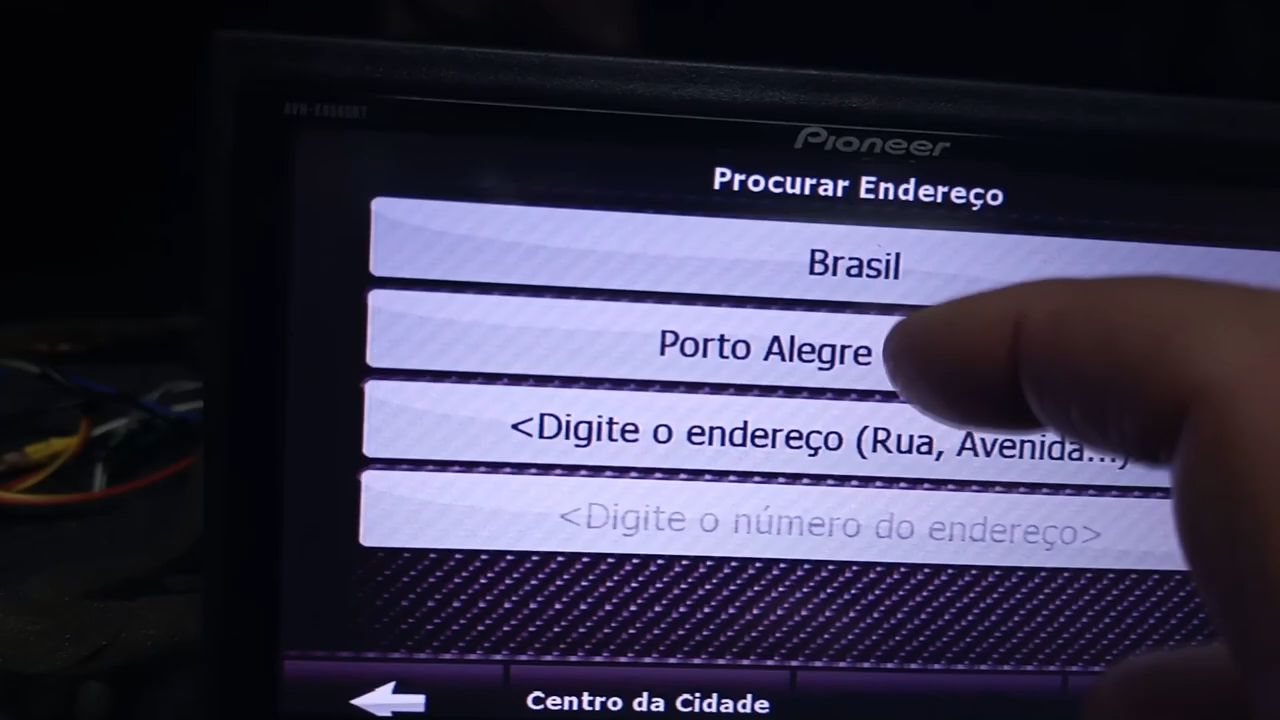 Pioneer
Procurar Endereço
Brasil
Porto Alegre
<Digite o endereço (Rua, Avenida...)
<Digite o número do endereço>
Centro da Cidade